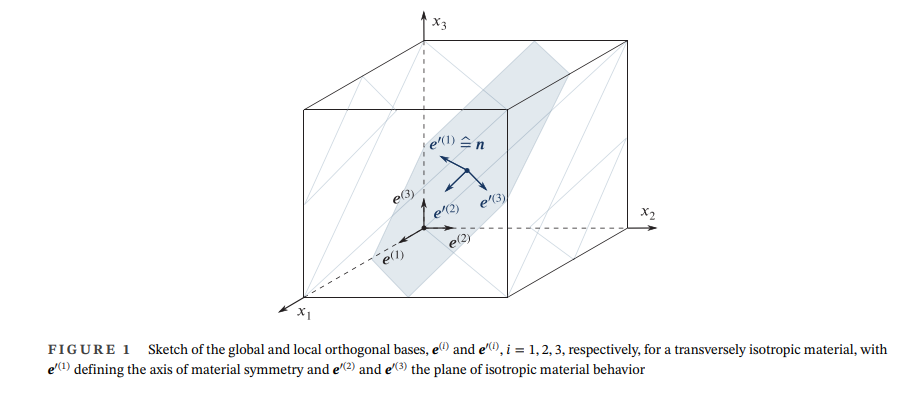 x₃
e′⁽¹⁾ ≙ n
e⁽³⁾
e′⁽³⁾
e′⁽²⁾
x₂
e⁽²⁾
e⁽¹⁾
x₁
FIGURE 1 Sketch of the global and local orthogonal bases, e⁽ⁱ⁾ and e′⁽ⁱ⁾, i = 1, 2, 3, respectively, for a transversely isotropic material, with
e′⁽¹⁾ defining the axis of material symmetry and e′⁽²⁾ and e′⁽³⁾ the plane of isotropic material behavior